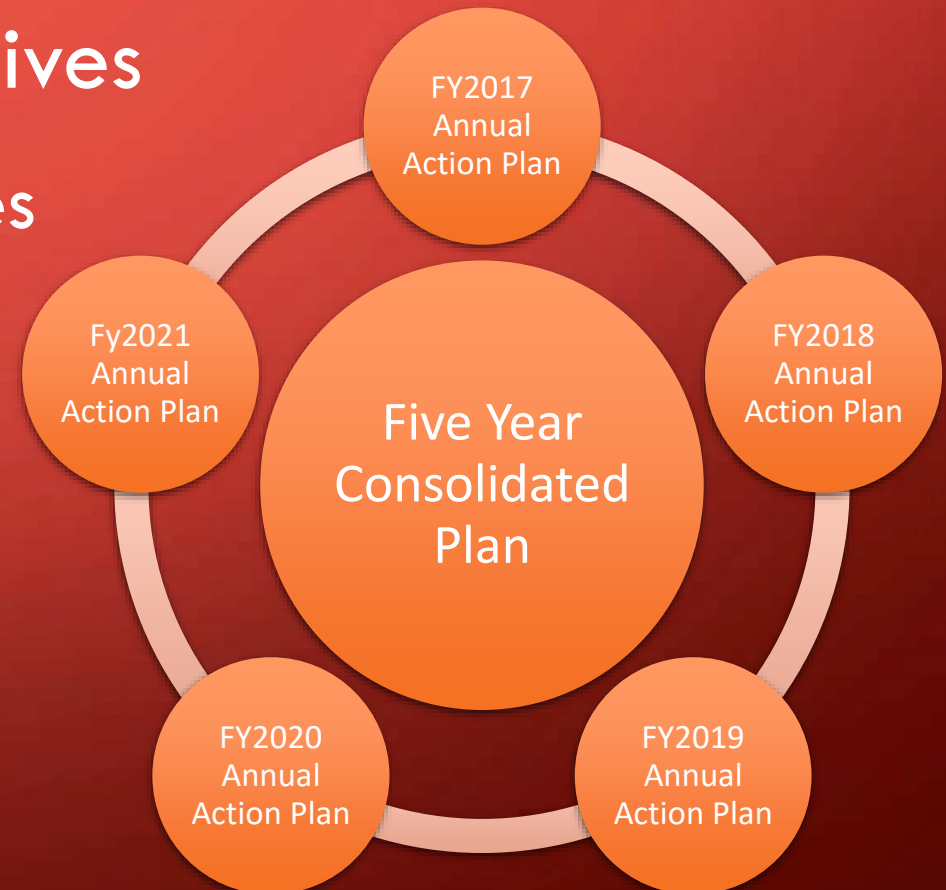 ives
es
FY2017
Annual
Action Plan
FY2018
Annual
Action Plan
FY2019
Annual
Action Plan
FY2020
Annual
Action Plan
Fy2021
Annual
Action Plan
Five Year
Consolidated
Plan